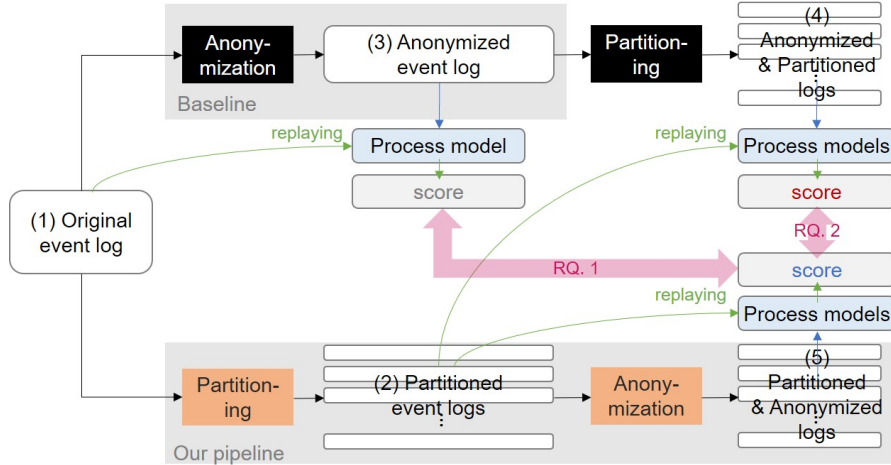 Anony-
mization
(3) Anonymized
event log
Partition-
ing
(4)
Anonymized
& Partitioned
logs
Baseline
replaying
replaying
Process model
Process models
score
score
(1) Original
event log
RQ. 2
RQ. 1
score
replaying
Process models
Partition-
ing
(2) Partitioned
event logs
Anony-
mization
(5)
Partitioned
& Anonymized
logs
Our pipeline